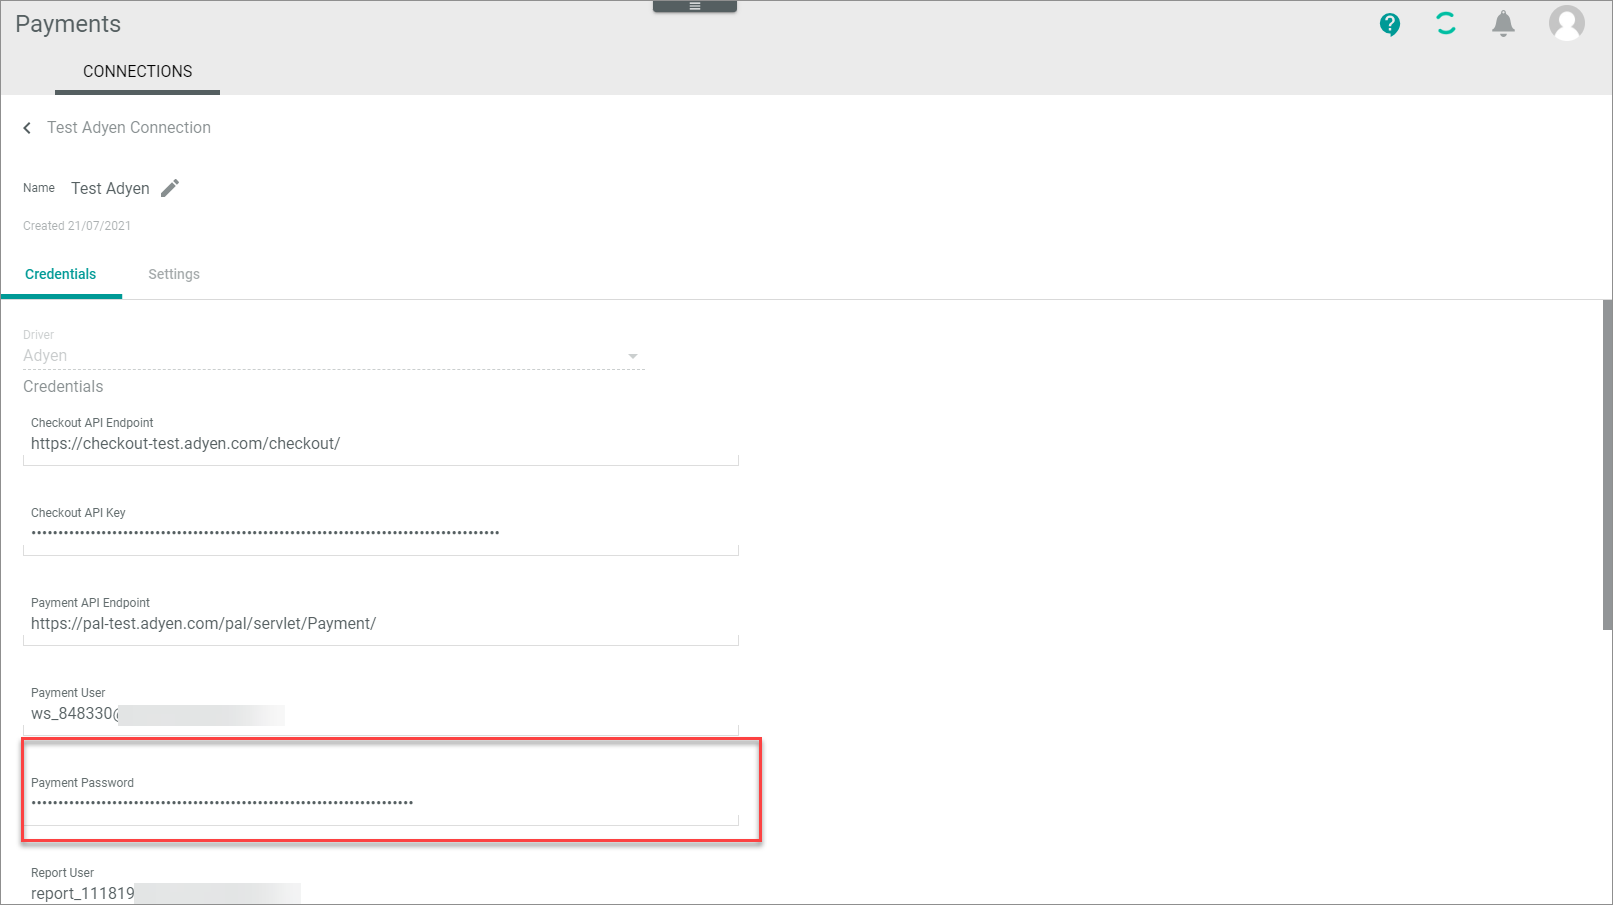 Payments
CONNECTIONS
Test Adyen Connection
Name Test Adyen
Created 21/07/2021
Credentials Settings
Driver
Adyen
Credentials
Checkout API Endpoint
https://checkout-test.adyen.com/checkout/
Checkout API Key
Payment API Endpoint
https://pal-test.adyen.com/pal/servlet/Payment/
Payment User
ws_848330@
Payment Password
Report User
report_111819